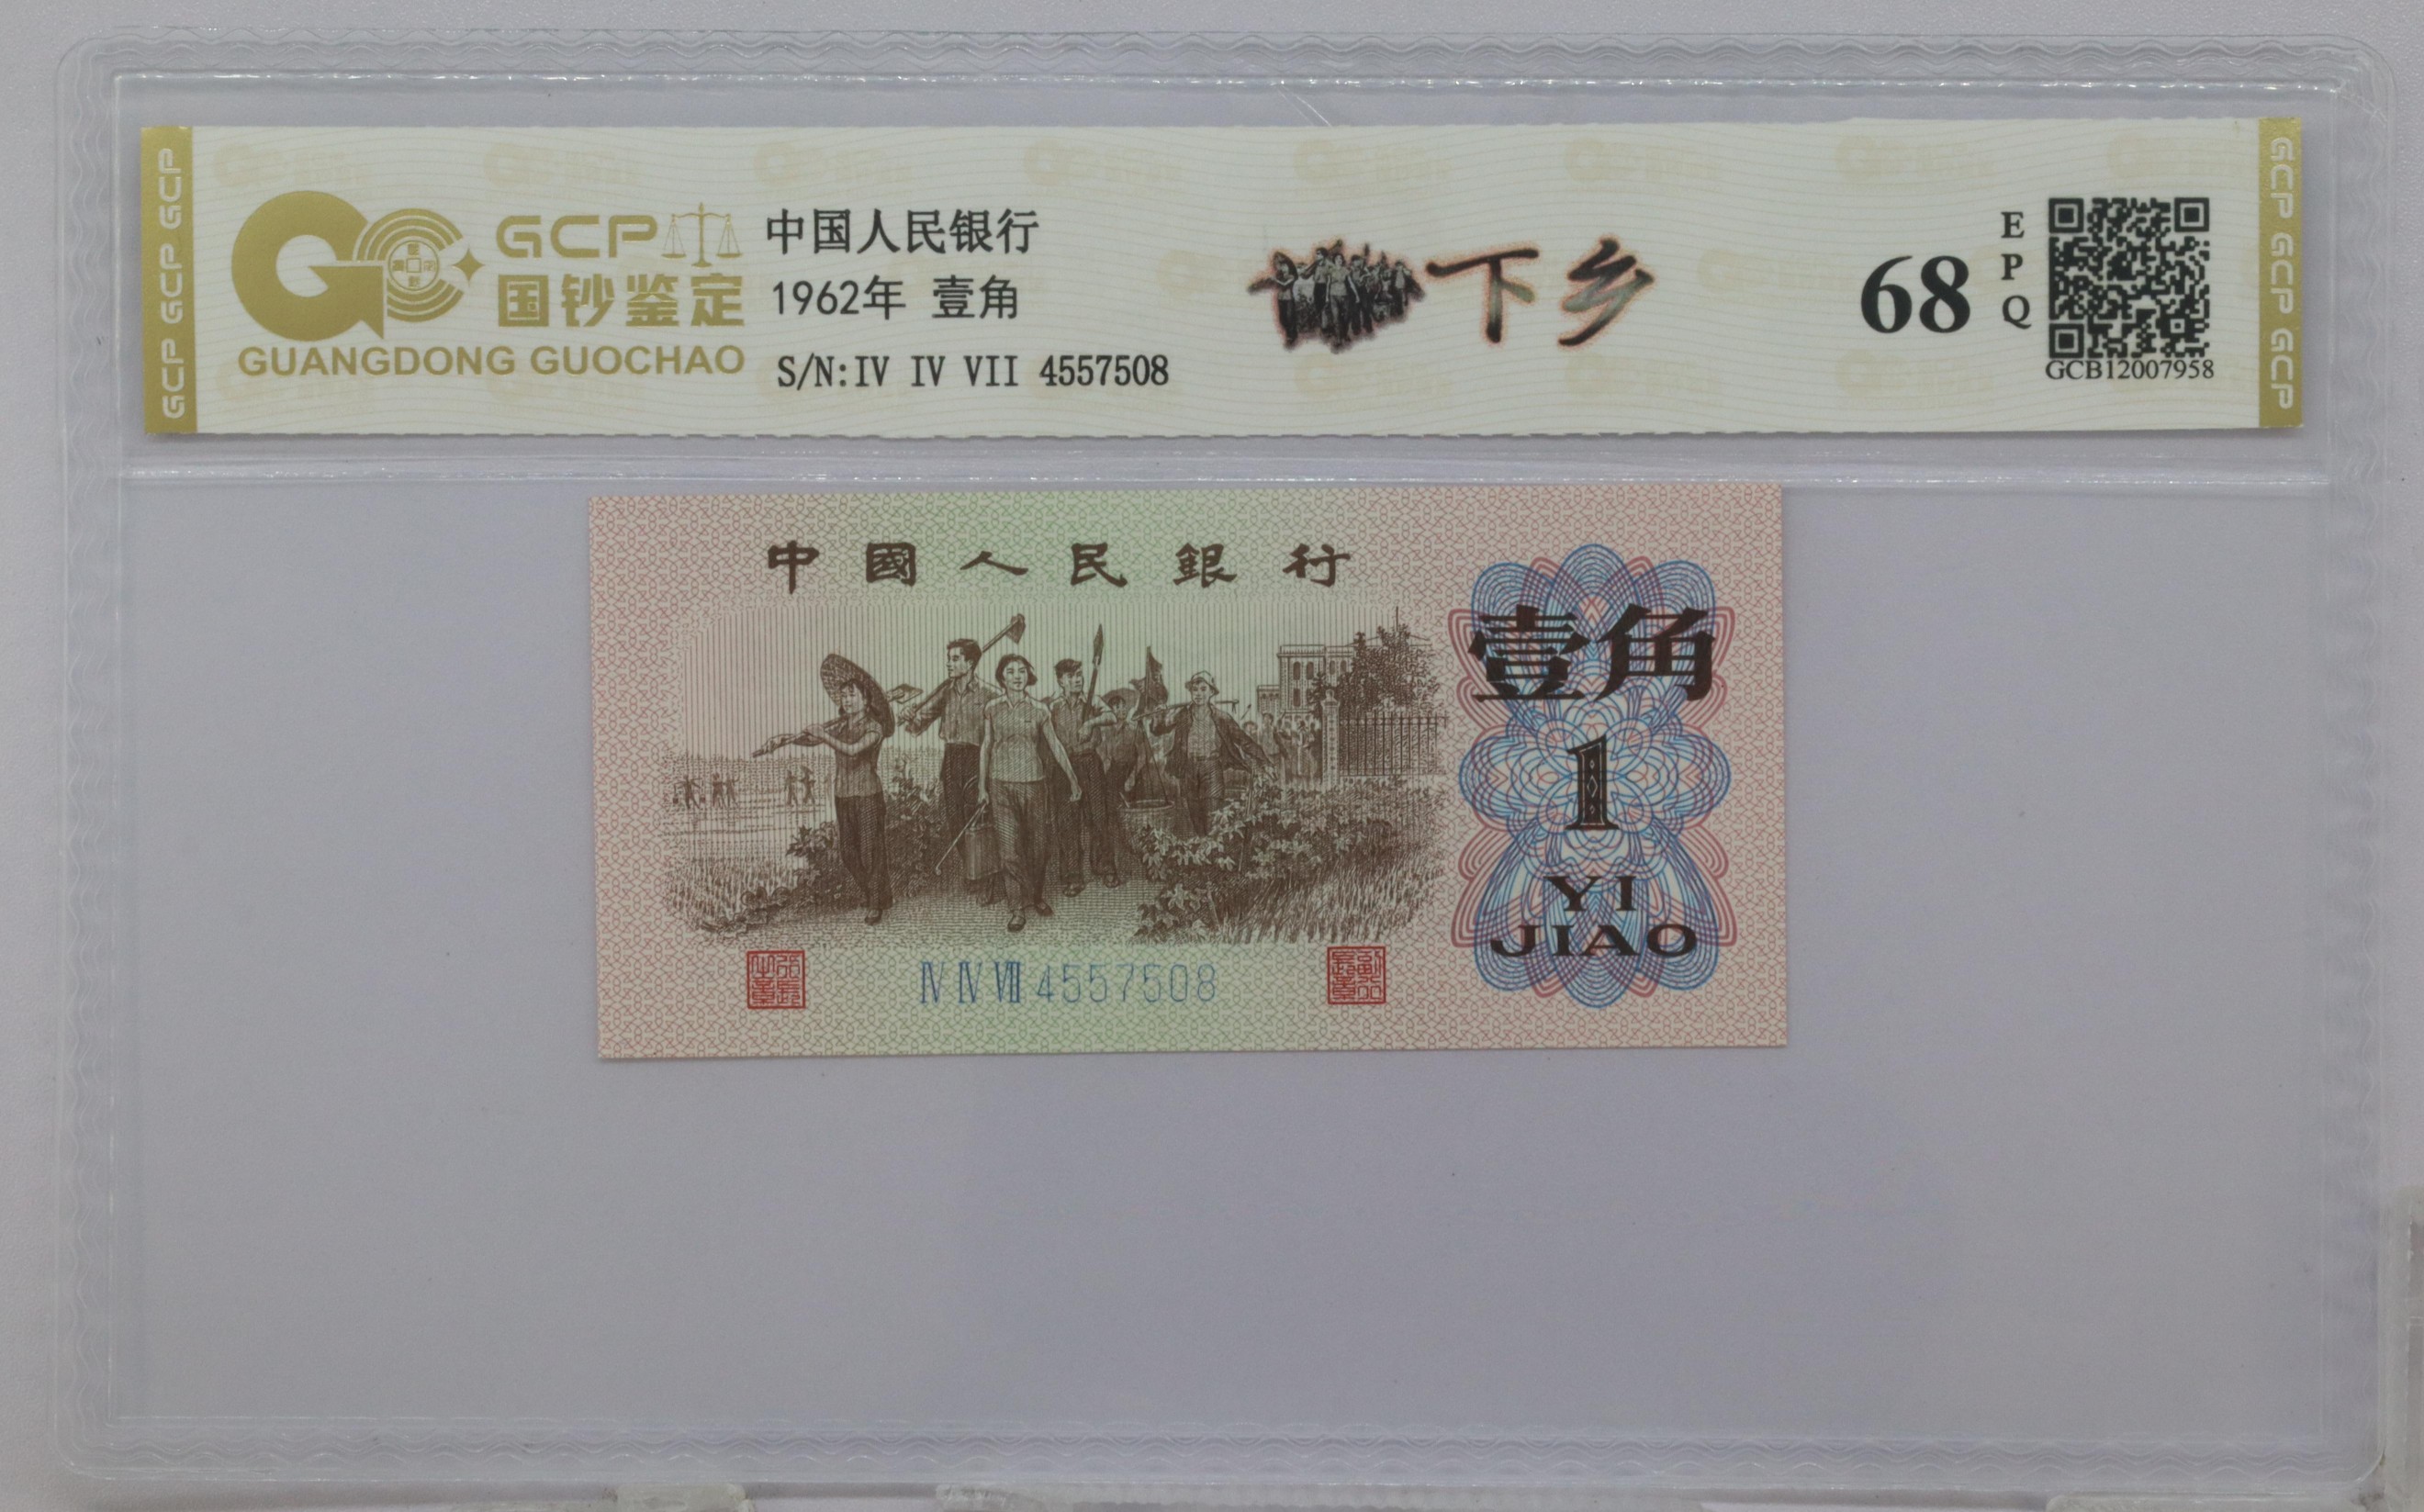 GCP GCP GCP
GCP
国钞鉴定
GUANGDONG GUOCHAO
中国人民银行
1962年 壹角
S/N:IV IV VII 4557508
下乡
68
E
P
Q
GCB12007958
GCP GCP GCP
中國人民銀行
壹角
1
YI
JIAO
Ⅳ Ⅳ Ⅶ 4557508